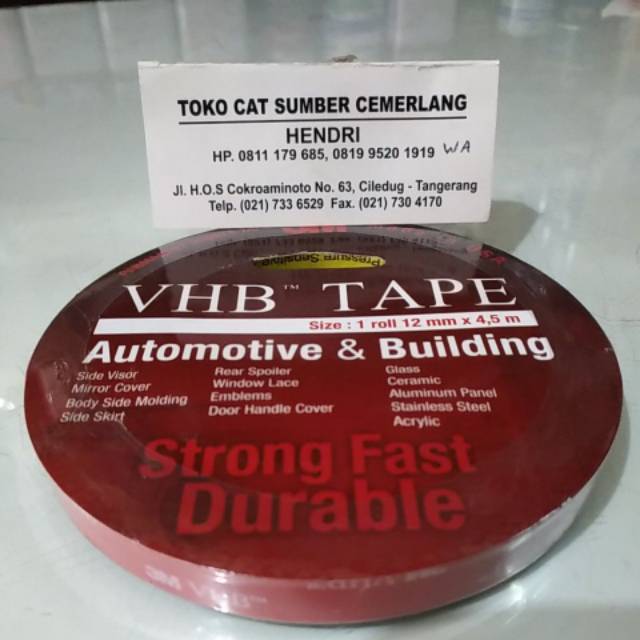 TOKO CAT SUMBER CEMERLANG
HENDRI
HP. 0811 179 685, 0819 9520 1919 WA
Jl. H.O.S Cokroaminoto No. 63, Ciledug - Tangerang
Telp. (021) 733 6529 Fax. (021) 730 4170
Pressure Sensitive
VHB™ TAPE
Size : 1 roll 12 mm x 4,5 m
Automotive & Building
Side Visor
Mirror Cover
Body Side Molding
Side Skirt
Rear Spoiler
Window Lace
Emblems
Door Handle Cover
Glass
Ceramic
Aluminum Panel
Stainless Steel
Acrylic
Strong Fast
Durable
3M VHB™